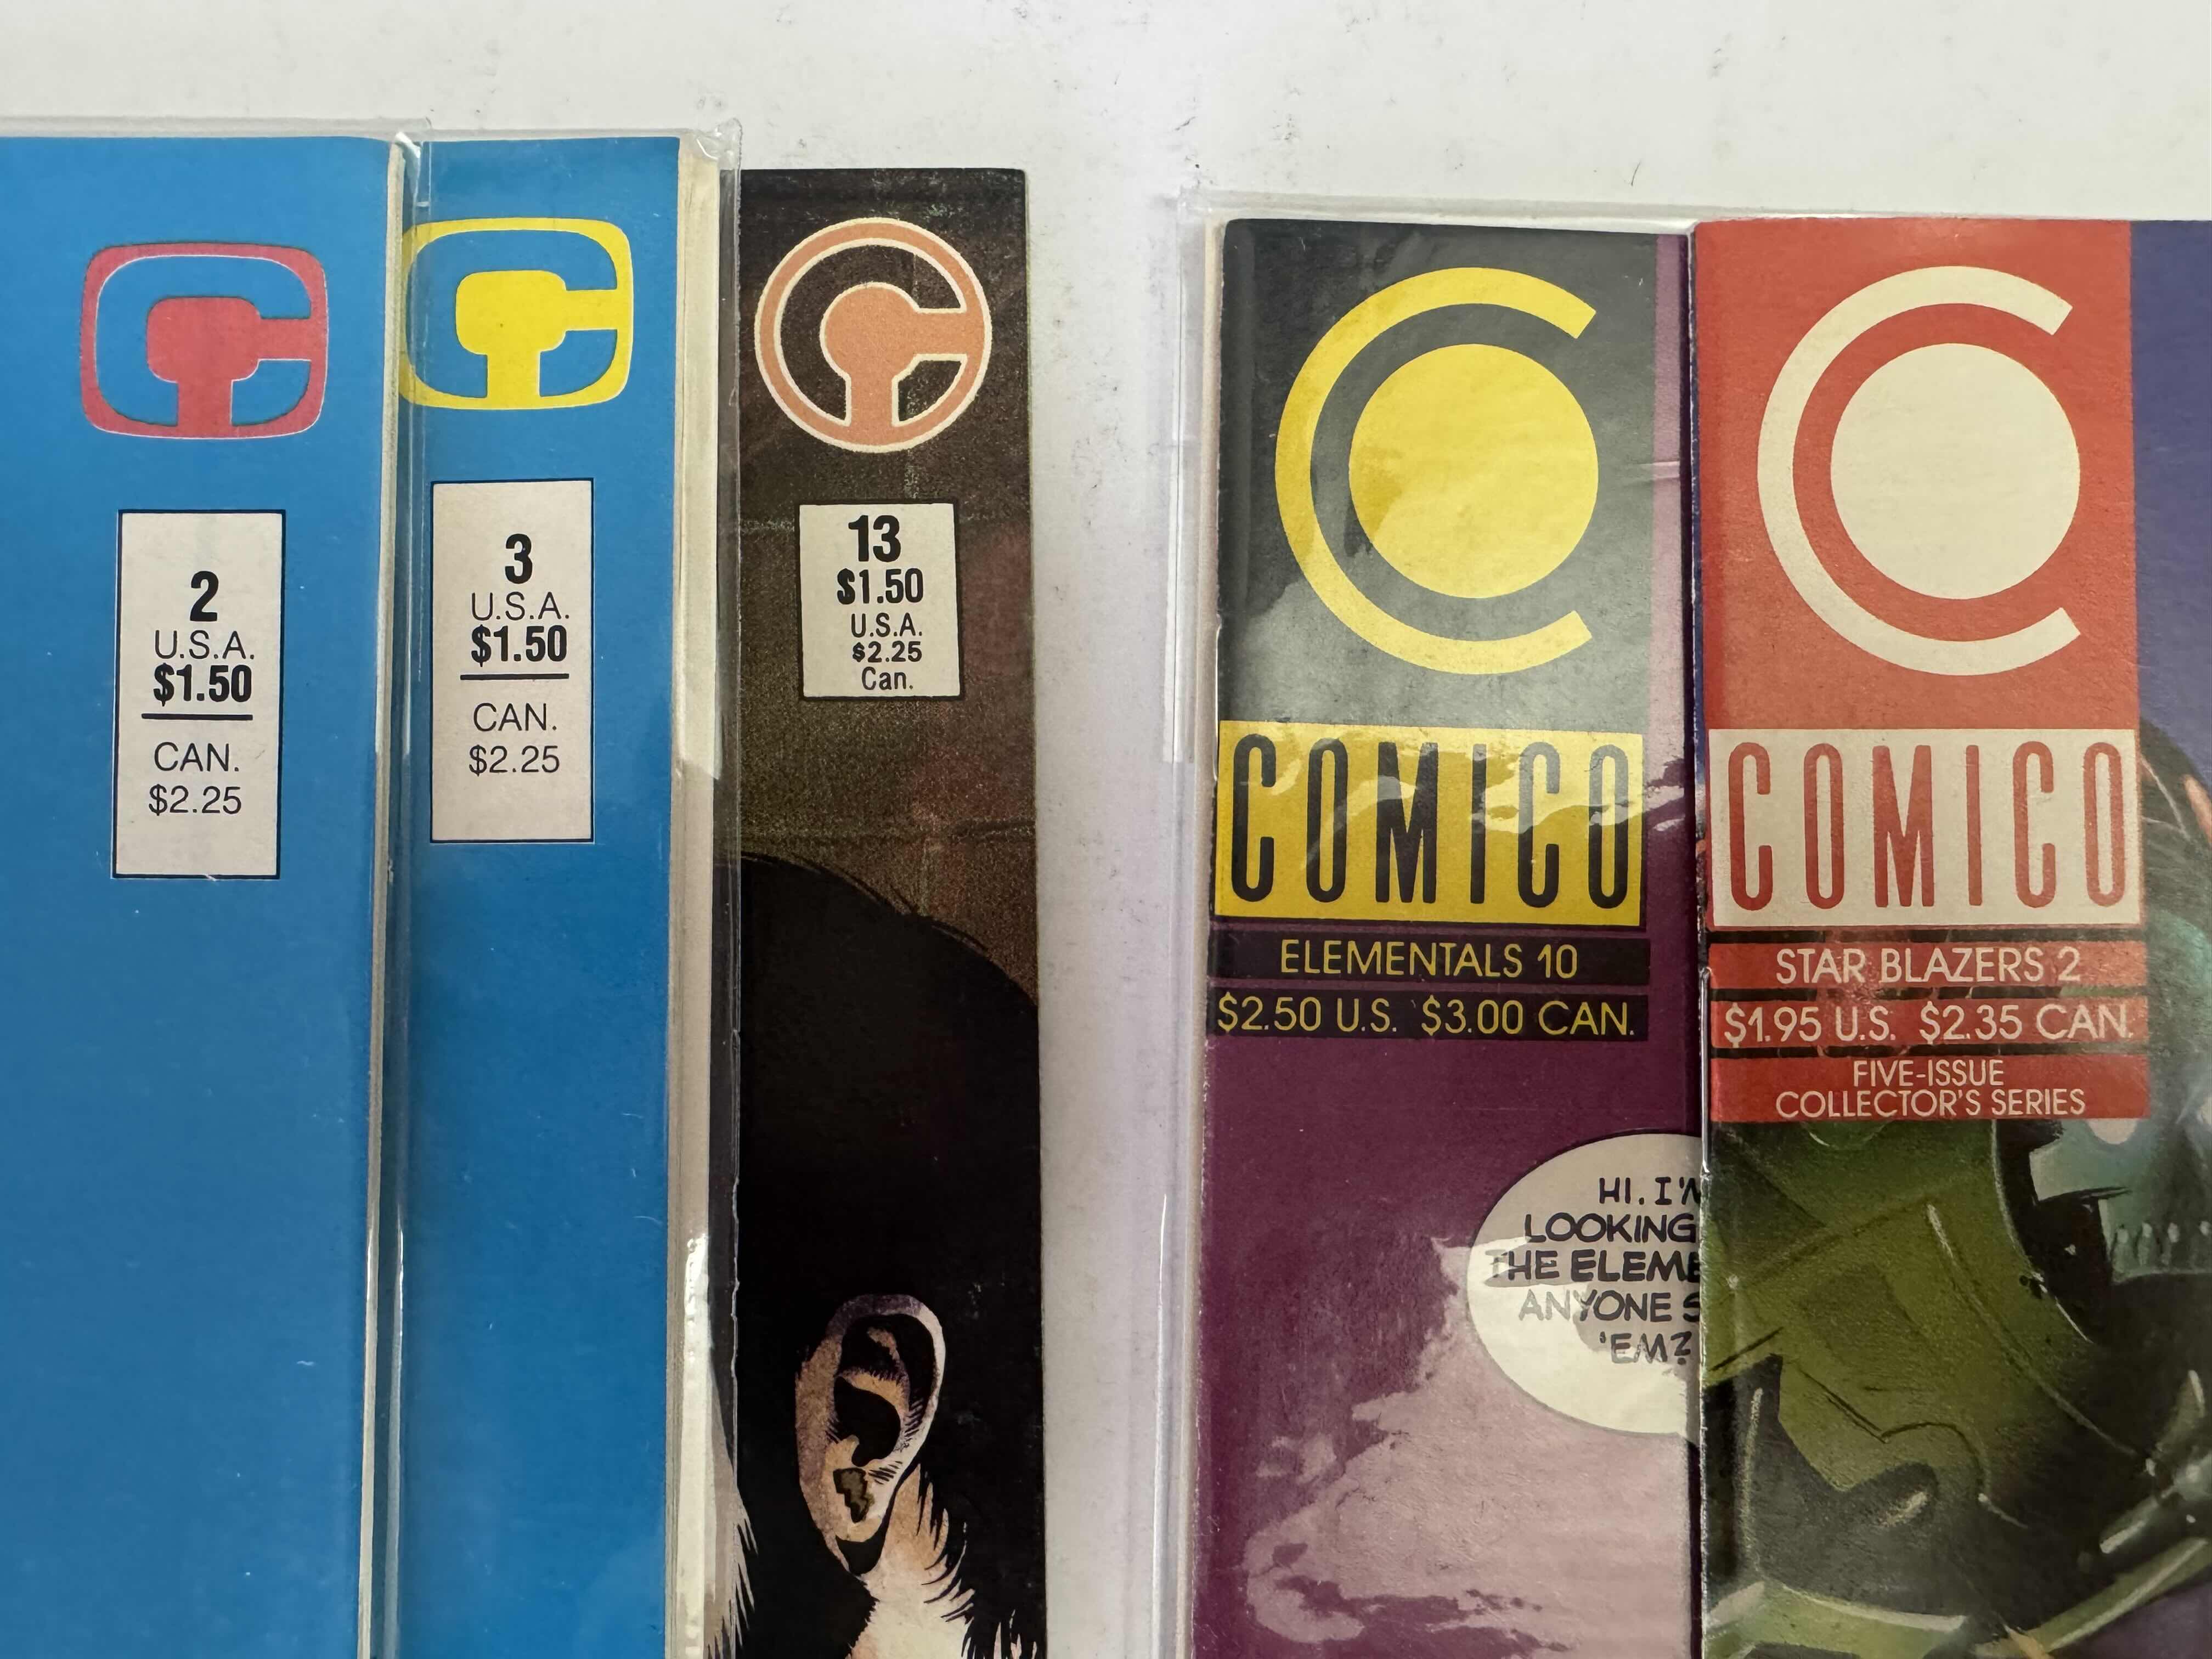 2
U.S.A.
$1.50
CAN.
$2.25
3
U.S.A.
$1.50
CAN.
$2.25
13
$1.50
U.S.A.
$2.25
Can.
COMICO
ELEMENTALS 10
$2.50 U.S. $3.00 CAN.
HI. I'M
LOOKING
THE ELEME
ANYONE S
'EM?
COMICO
STAR BLAZERS 2
$1.95 U.S. $2.35 CAN.
FIVE-ISSUE
COLLECTOR'S SERIES